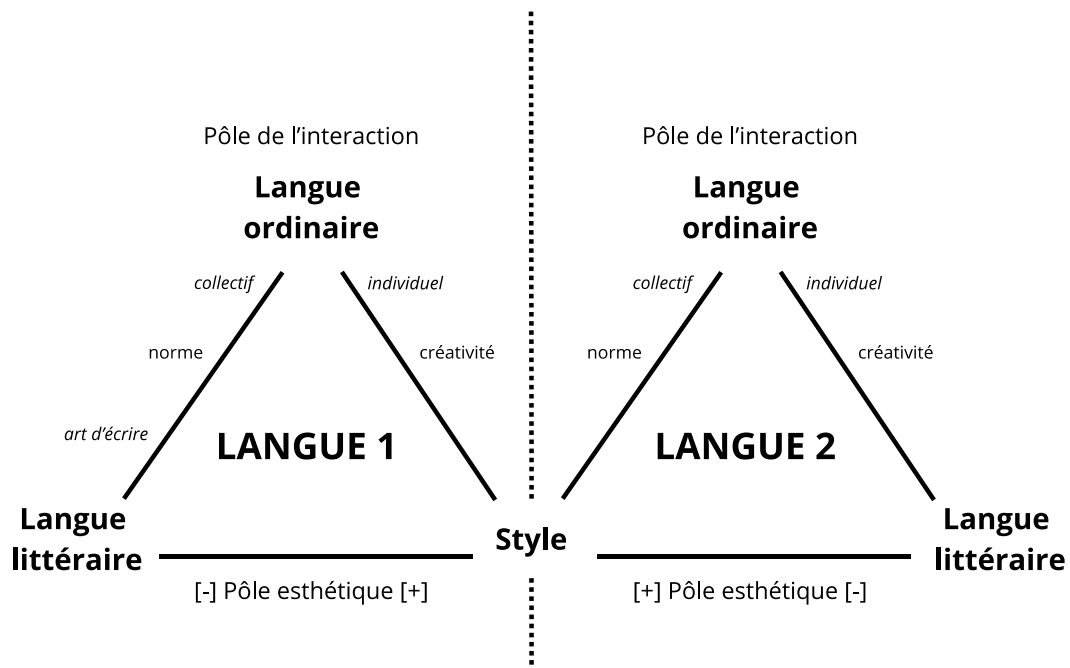 Pôle de l’interaction
Langue
ordinaire
collectif
individuel
norme
créativité
art d’écrire
LANGUE 1
Langue
littéraire
[-] Pôle esthétique [+]
Style
Pôle de l’interaction
Langue
ordinaire
collectif
individuel
norme
créativité
LANGUE 2
Langue
littéraire
[+] Pôle esthétique [-]